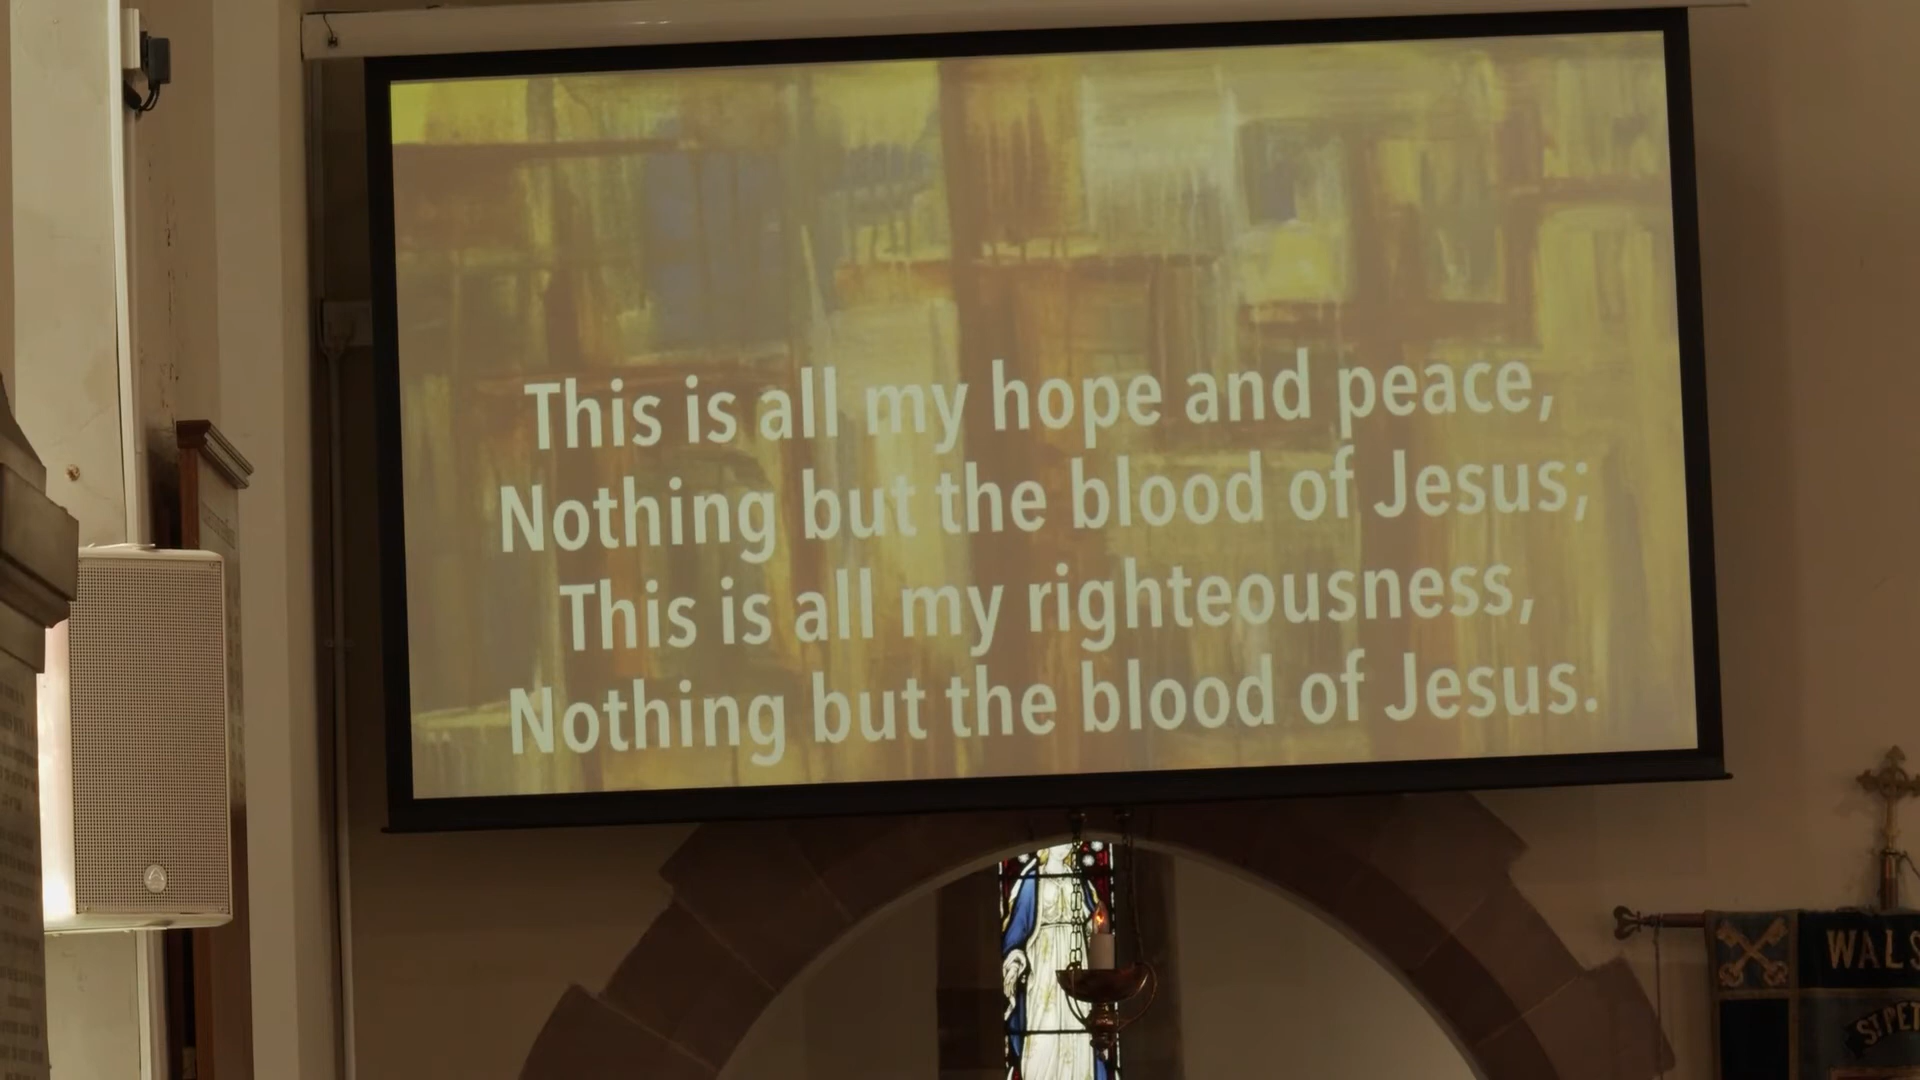 This is all my hope and peace,
Nothing but the blood of Jesus;
This is all my righteousness,
Nothing but the blood of Jesus.